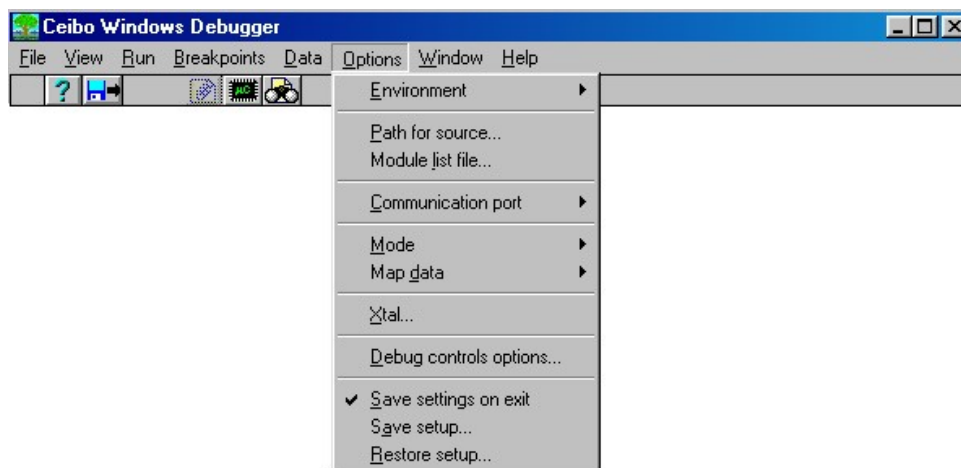 Ceibo Windows Debugger
File View Run Breakpoints Data Options Window Help
?
µC
Environment
Path for source...
Module list file...
Communication port
Mode
Map data
Xtal...
Debug controls options...
Save settings on exit
Save setup...
Restore setup...